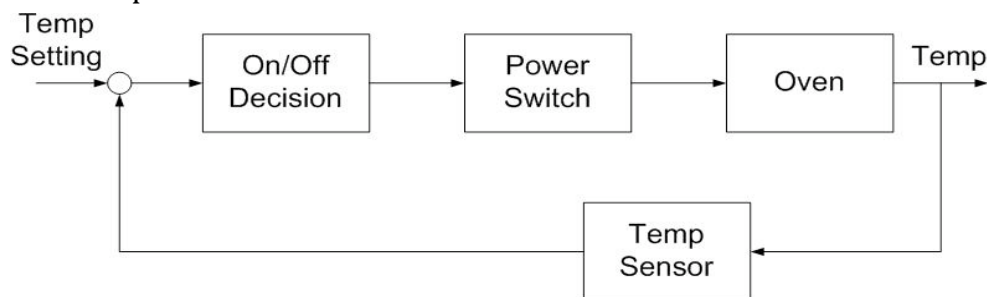 Temp
Setting
On/Off
Decision
Power
Switch
Oven
Temp
Temp
Sensor